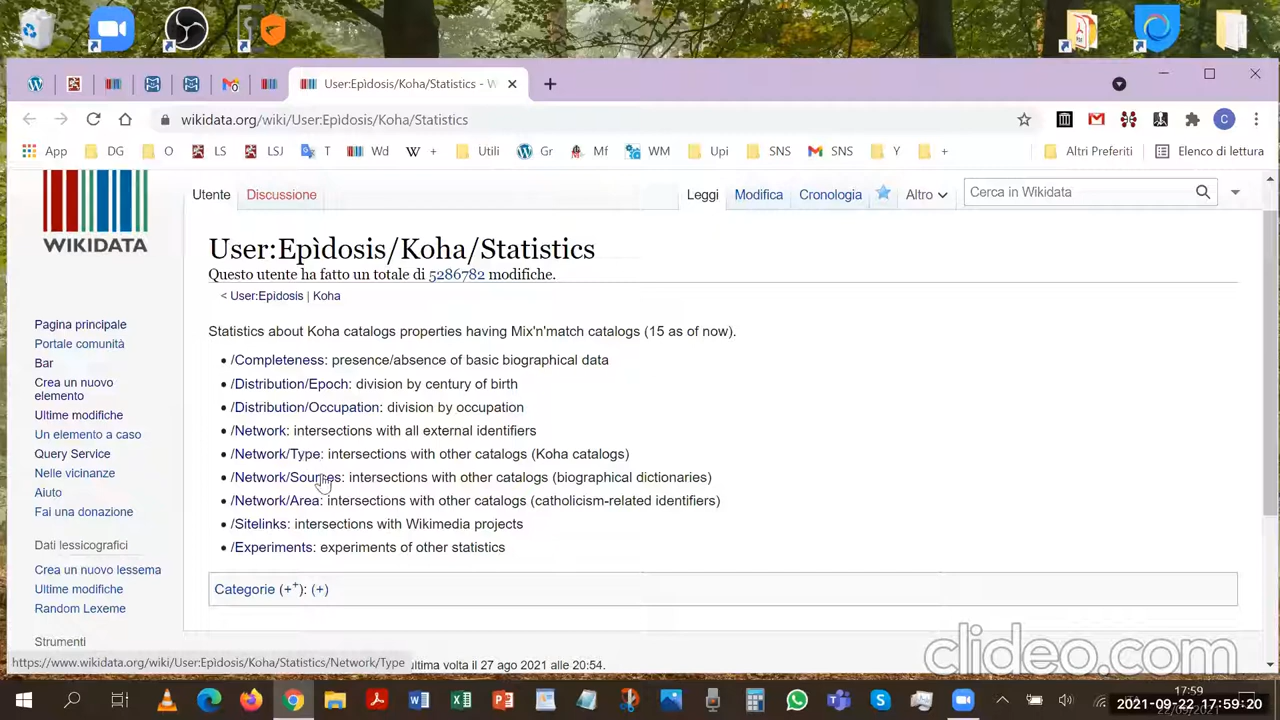 User:Epìdosis/Koha/Statistics - W
wikidata.org/wiki/User:Epìdosis/Koha/Statistics
C
App DG O LS LSJ T Wd W + Utili Gr Mf WM Upi SNS SNS Y + Altri Preferiti Elenco di lettura
WIKIDATA
Utente Discussione Leggi Modifica Cronologia Altro Cerca in Wikidata
User:Epìdosis/Koha/Statistics
Questo utente ha fatto un totale di 5286782 modifiche.
< User:Epìdosis | Koha
Statistics about Koha catalogs properties having Mix'n'match catalogs (15 as of now).
• /Completeness: presence/absence of basic biographical data
• /Distribution/Epoch: division by century of birth
• /Distribution/Occupation: division by occupation
• /Network: intersections with all external identifiers
• /Network/Type: intersections with other catalogs (Koha catalogs)
• /Network/Sources: intersections with other catalogs (biographical dictionaries)
• /Network/Area: intersections with other catalogs (catholicism-related identifiers)
• /Sitelinks: intersections with Wikimedia projects
• /Experiments: experiments of other statistics
Categorie (++): (+)
Pagina principale
Portale comunità
Bar
Crea un nuovo
elemento
Ultime modifiche
Un elemento a caso
Query Service
Nelle vicinanze
Aiuto
Fai una donazione
Dati lessicografici
Crea un nuovo lessema
Ultime modifiche
Random Lexeme
Strumenti
https://www.wikidata.org/wiki/User:Epìdosis/Koha/Statistics/Network/Type
ultima volta il 27 ago 2021 alle 20:54.
clideo.com
17:59
2021-09-22 17:59:20